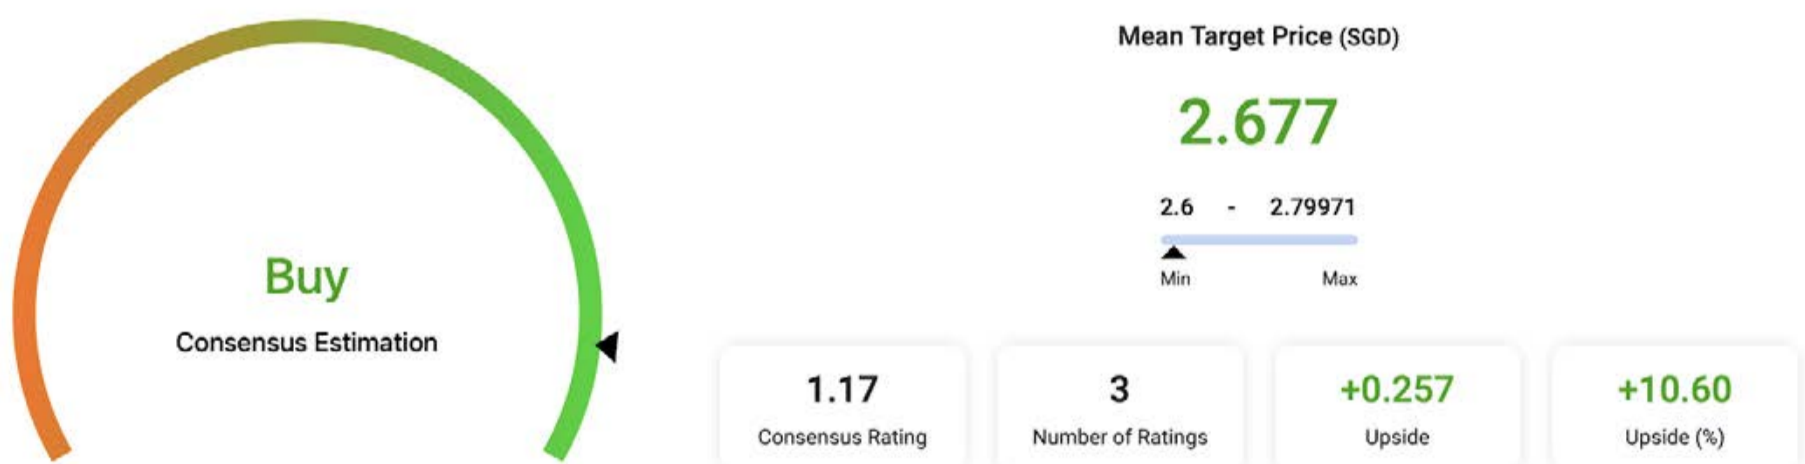 Buy
Consensus Estimation
Mean Target Price (SGD)
2.677
2.6 - 2.79971
Min Max
1.17
Consensus Rating
3
Number of Ratings
+0.257
Upside
+10.60
Upside (%)